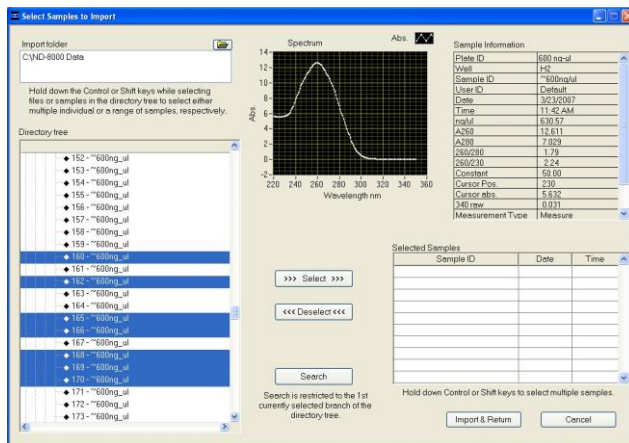 Select Samples to Import
Import folder
C:\ND-8000 Data
Hold down the Control or Shift keys while selecting
files or samples in the directory tree to select either
multiple individual or a range of samples, respectively.
Directory tree
152 - ~600ng_ul
153 - ~600ng_ul
154 - ~600ng_ul
155 - ~600ng_ul
156 - ~600ng_ul
157 - ~600ng_ul
158 - ~600ng_ul
159 - ~600ng_ul
160 - ~600ng_ul
161 - ~600ng_ul
162 - ~600ng_ul
163 - ~600ng_ul
164 - ~600ng_ul
165 - ~600ng_ul
166 - ~600ng_ul
167 - ~600ng_ul
168 - ~600ng_ul
169 - ~600ng_ul
170 - ~600ng_ul
171 - ~600ng_ul
172 - ~600ng_ul
173 - ~600ng_ul
Spectrum
Abs.
14
12
10
8
6
4
2
0
-2
Abs.
220 240 260 280 300 320 340 360
Wavelength nm
>>> Select >>>
<<< Deselect <<<
Search
Search is restricted to the 1st
currently selected branch of the
directory tree.
Sample Information
Plate ID 600 ng-ul
Well H2
Sample ID ~600ng/ul
User ID Default
Date 3/23/2007
Time 11:42 AM
ng/ul 630.57
A260 12.611
A280 7.029
260/280 1.79
260/230 2.24
Constant 50.00
Cursor Pos. 230
Cursor abs. 5.632
340 raw 0.031
Measurement Type Measure
Selected Samples
Sample ID Date Time
Hold down Control or Shift keys to select multiple samples.
Import & Return
Cancel